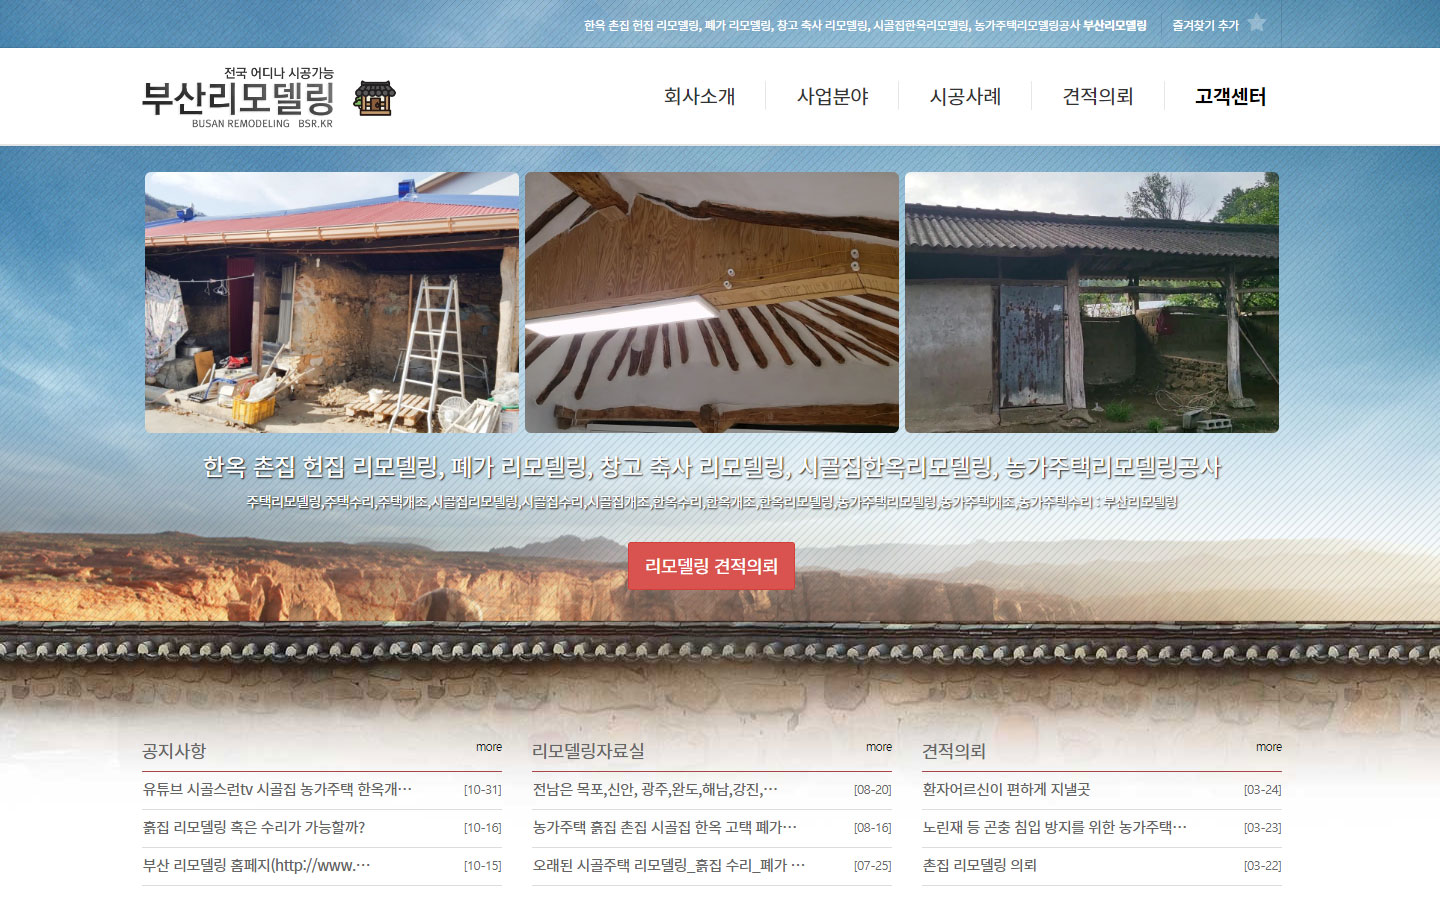 한옥 촌집 헌집 리모델링, 폐가 리모델링, 창고 축사 리모델링, 시골집한옥리모델링, 농가주택리모델링공사 부산리모델링
즐겨찾기 추가
전국 어디나 시공가능
부산리모델링
BUSAN REMODELING BSR.KR
회사소개
사업분야
시공사례
견적의뢰
고객센터
한옥 촌집 헌집 리모델링, 폐가 리모델링, 창고 축사 리모델링, 시골집한옥리모델링, 농가주택리모델링공사
주택리모델링,주택수리,주택개조,시골집리모델링,시골집수리,시골집개조,한옥수리,한옥개조,한옥리모델링,농가주택리모델링,농가주택개조,농가주택수리 : 부산리모델링
리모델링 견적의뢰
공지사항
more
유튜브 시골스런tv 시골집 농가주택 한옥개…
[10-31]
흙집 리모델링 혹은 수리가 가능할까?
[10-16]
부산 리모델링 홈페지(http://www.…
[10-15]
리모델링자료실
more
전남은 목포,신안, 광주,완도,해남,강진,…
[08-20]
농가주택 흙집 촌집 시골집 한옥 고택 폐가…
[08-16]
오래된 시골주택 리모델링_흙집 수리_폐가 …
[07-25]
견적의뢰
more
환자어르신이 편하게 지낼곳
[03-24]
노린재 등 곤충 침입 방지를 위한 농가주택…
[03-23]
촌집 리모델링 의뢰
[03-22]